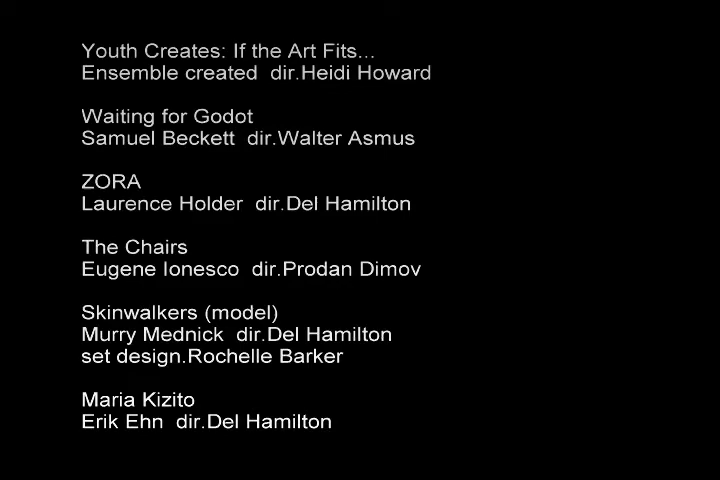 Youth Creates: If the Art Fits...
Ensemble created  dir.Heidi Howard
Waiting for Godot
Samuel Beckett  dir.Walter Asmus
ZORA
Laurence Holder  dir.Del Hamilton
The Chairs
Eugene Ionesco  dir.Prodan Dimov
Skinwalkers (model)
Murry Mednick  dir.Del Hamilton
set design.Rochelle Barker
Maria Kizito
Erik Ehn  dir.Del Hamilton